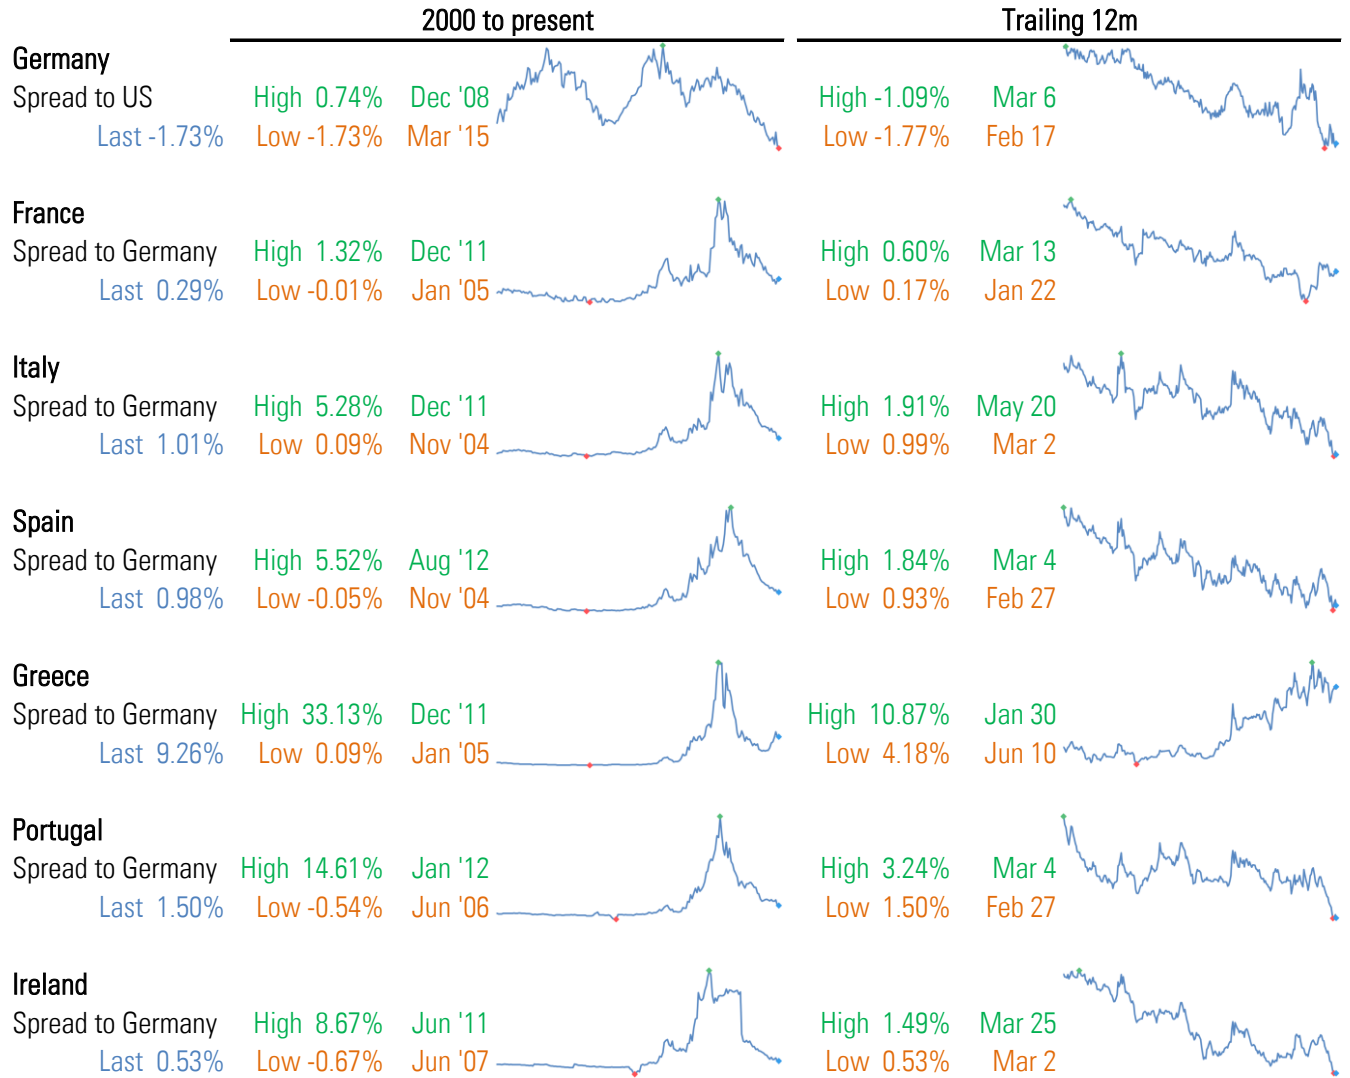 2000 to present Trailing 12m
Germany
Spread to US High 0.74% Dec '08 High -1.09% Mar 6
Last -1.73% Low -1.73% Mar '15 Low -1.77% Feb 17
France
Spread to Germany High 1.32% Dec '11 High 0.60% Mar 13
Last 0.29% Low -0.01% Jan '05 Low 0.17% Jan 22
Italy
Spread to Germany High 5.28% Dec '11 High 1.91% May 20
Last 1.01% Low 0.09% Nov '04 Low 0.99% Mar 2
Spain
Spread to Germany High 5.52% Aug '12 High 1.84% Mar 4
Last 0.98% Low -0.05% Nov '04 Low 0.93% Feb 27
Greece
Spread to Germany High 33.13% Dec '11 High 10.87% Jan 30
Last 9.26% Low 0.09% Jan '05 Low 4.18% Jun 10
Portugal
Spread to Germany High 14.61% Jan '12 High 3.24% Mar 4
Last 1.50% Low -0.54% Jun '06 Low 1.50% Feb 27
Ireland
Spread to Germany High 8.67% Jun '11 High 1.49% Mar 25
Last 0.53% Low -0.67% Jun '07 Low 0.53% Mar 2